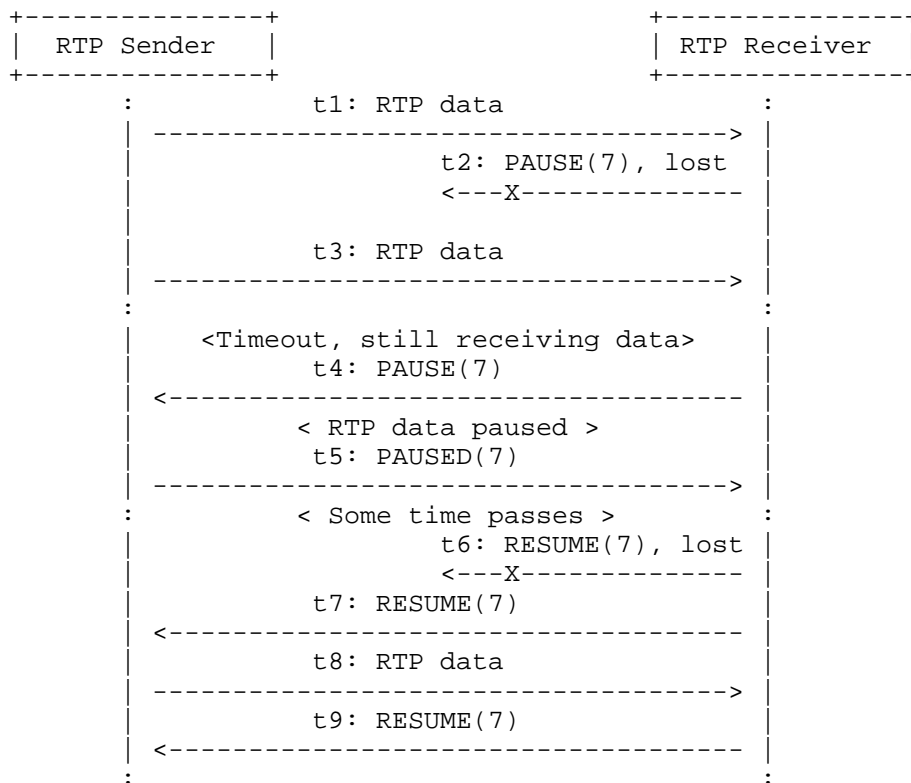 RTP Sender RTP Receiver
t1: RTP data
t2: PAUSE(7), lost
t3: RTP data
<Timeout, still receiving data>
t4: PAUSE(7)
< RTP data paused >
t5: PAUSED(7)
< Some time passes >
t6: RESUME(7), lost
t7: RESUME(7)
t8: RTP data
t9: RESUME(7)